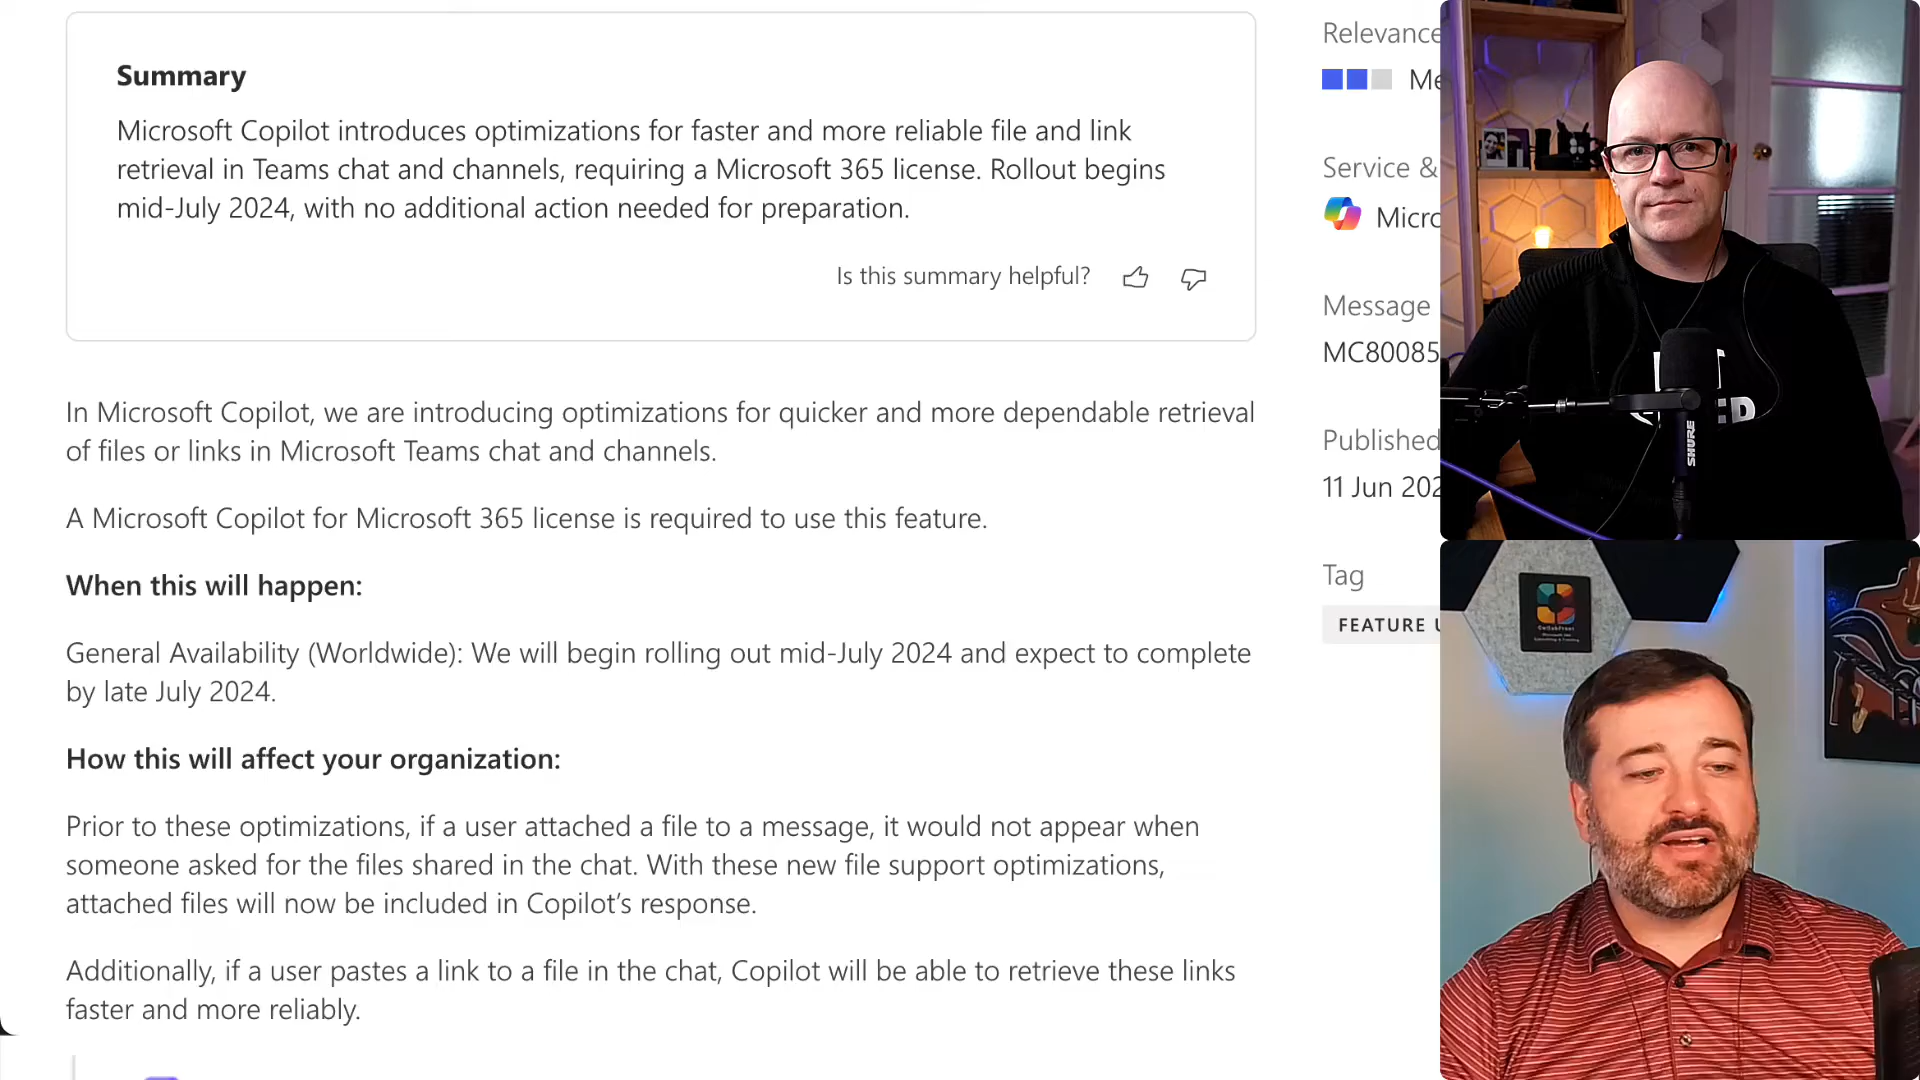 Summary
Microsoft Copilot introduces optimizations for faster and more reliable file and link
retrieval in Teams chat and channels, requiring a Microsoft 365 license. Rollout begins
mid-July 2024, with no additional action needed for preparation.
Is this summary helpful?
In Microsoft Copilot, we are introducing optimizations for quicker and more dependable retrieval
of files or links in Microsoft Teams chat and channels.
A Microsoft Copilot for Microsoft 365 license is required to use this feature.
When this will happen:
General Availability (Worldwide): We will begin rolling out mid-July 2024 and expect to complete
by late July 2024.
How this will affect your organization:
Prior to these optimizations, if a user attached a file to a message, it would not appear when
someone asked for the files shared in the chat. With these new file support optimizations,
attached files will now be included in Copilot's response.
Additionally, if a user pastes a link to a file in the chat, Copilot will be able to retrieve these links
faster and more reliably.
Relevance
Me
Service &
Micro
Message
MC80085
Published
11 Jun 202
Tag
FEATURE U
SHURE